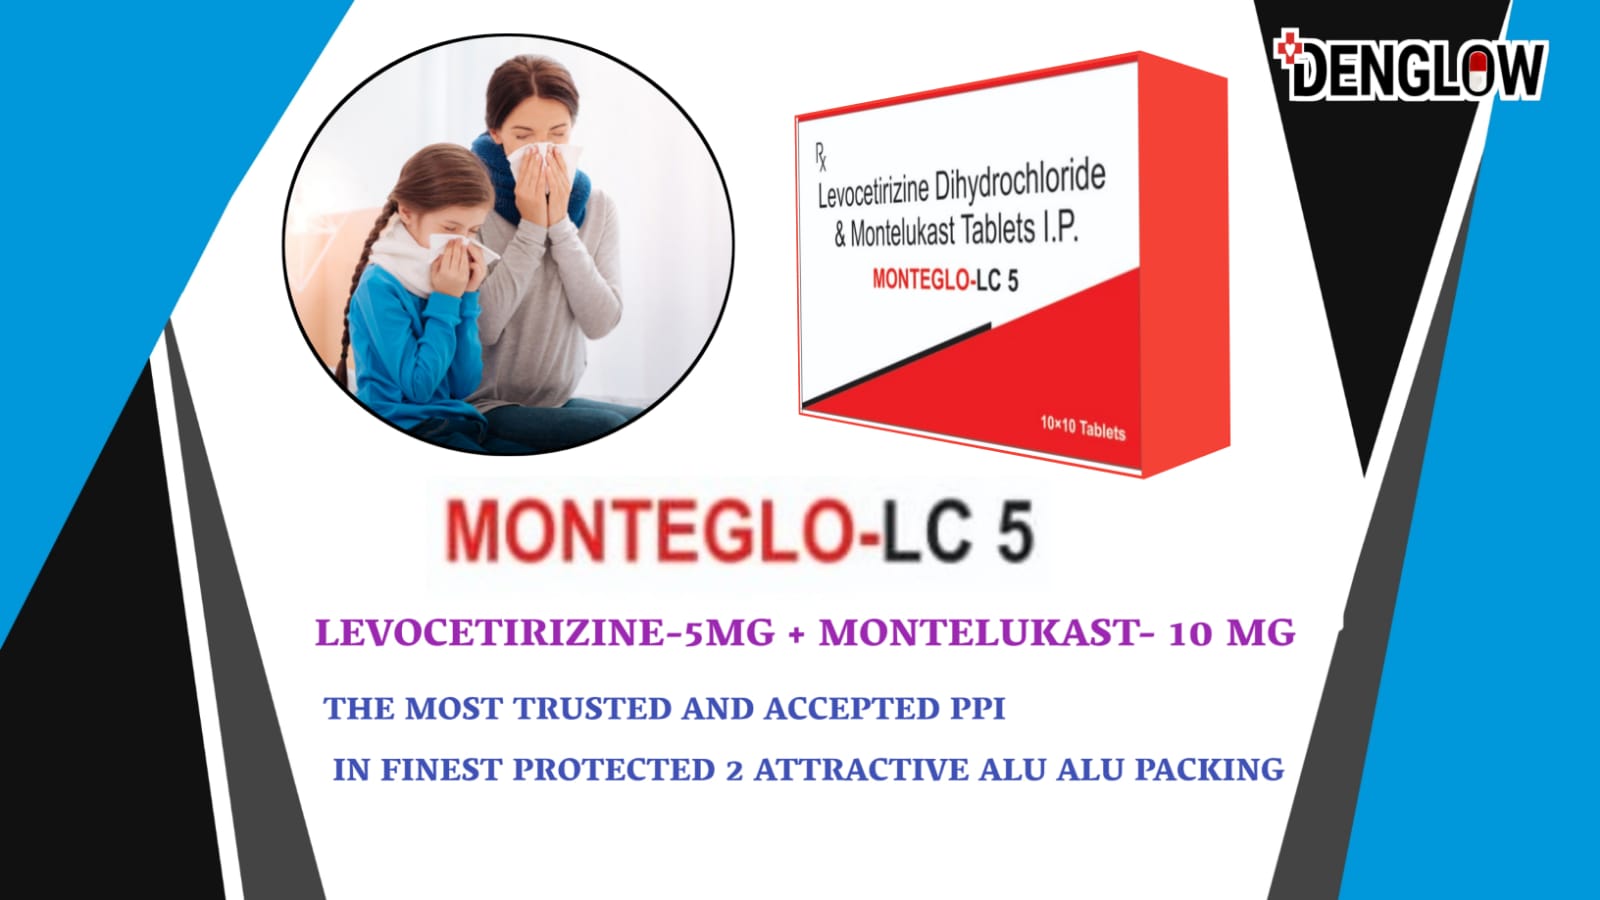 DENGLOW
Rx
Levocetirizine Dihydrochloride
& Montelukast Tablets I.P.
MONTEGLO-LC 5
10×10 Tablets
MONTEGLO-LC 5
LEVOCETIRIZINE-5MG + MONTELUKAST- 10 MG
THE MOST TRUSTED AND ACCEPTED PPI
IN FINEST PROTECTED 2 ATTRACTIVE ALU ALU PACKING